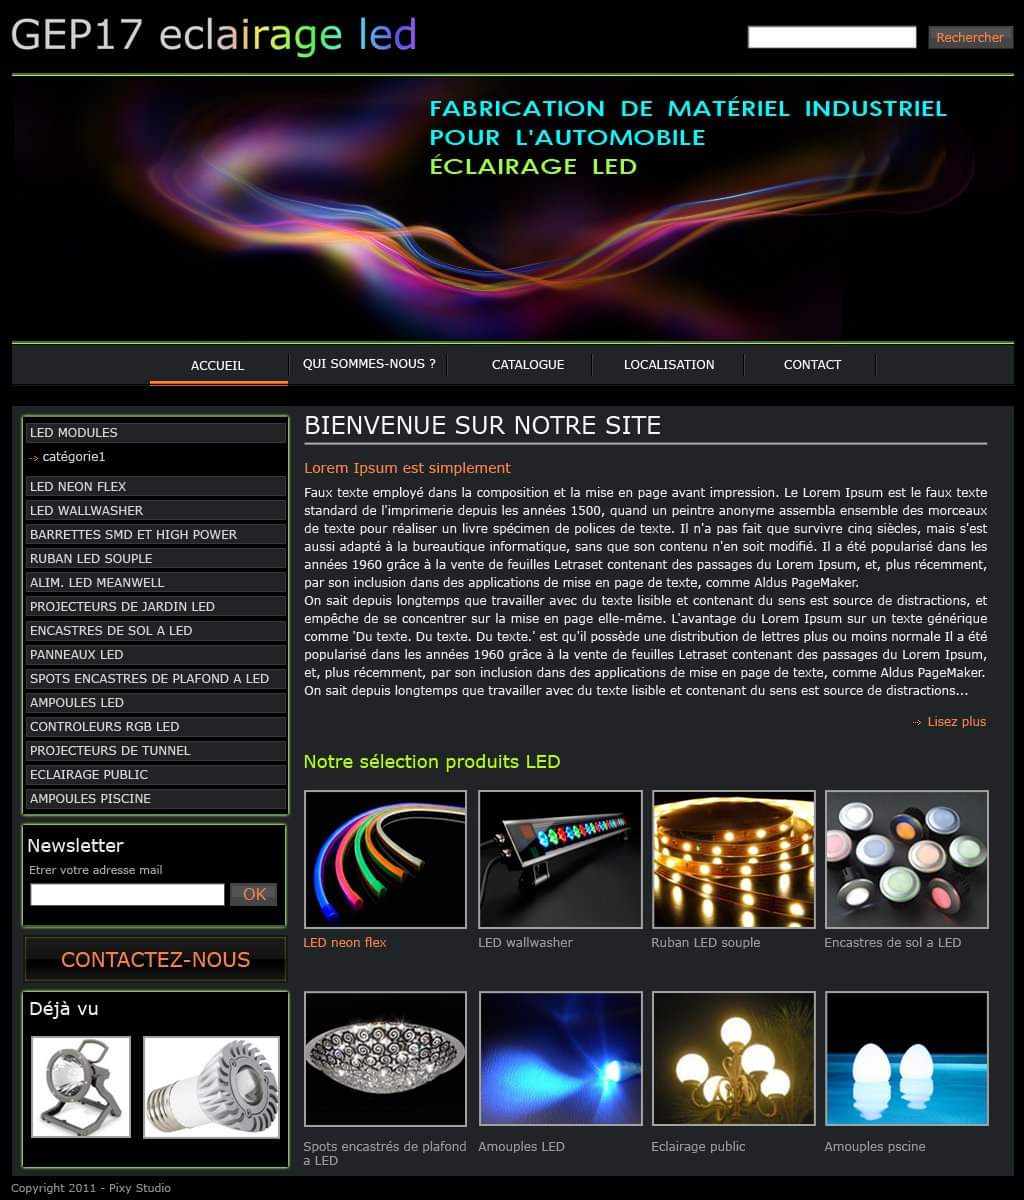 GEP17 eclairage led
Rechercher
FABRICATION DE MATÉRIEL INDUSTRIEL
POUR L'AUTOMOBILE
ÉCLAIRAGE LED
ACCUEIL
QUI SOMMES-NOUS ?
CATALOGUE
LOCALISATION
CONTACT
LED MODULES
catégorie1
LED NEON FLEX
LED WALLWASHER
BARRETTES SMD ET HIGH POWER
RUBAN LED SOUPLE
ALIM. LED MEANWELL
PROJECTEURS DE JARDIN LED
ENCASTRES DE SOL A LED
PANNEAUX LED
SPOTS ENCASTRES DE PLAFOND A LED
AMPOULES LED
CONTROLEURS RGB LED
PROJECTEURS DE TUNNEL
ECLAIRAGE PUBLIC
AMPOULES PISCINE
Newsletter
Etrer votre adresse mail
OK
CONTACTEZ-NOUS
Déjà vu
BIENVENUE SUR NOTRE SITE
Lorem Ipsum est simplement
Faux texte employé dans la composition et la mise en page avant impression. Le Lorem Ipsum est le faux texte
standard de l'imprimerie depuis les années 1500, quand un peintre anonyme assembla ensemble des morceaux
de texte pour réaliser un livre spécimen de polices de texte. Il n'a pas fait que survivre cinq siècles, mais s'est
aussi adapté à la bureautique informatique, sans que son contenu n'en soit modifié. Il a été popularisé dans les
années 1960 grâce à la vente de feuilles Letraset contenant des passages du Lorem Ipsum, et, plus récemment,
par son inclusion dans des applications de mise en page de texte, comme Aldus PageMaker.
On sait depuis longtemps que travailler avec du texte lisible et contenant du sens est source de distractions, et
empêche de se concentrer sur la mise en page elle-même. L'avantage du Lorem Ipsum sur un texte générique
comme 'Du texte. Du texte. Du texte.' est qu'il possède une distribution de lettres plus ou moins normale Il a été
popularisé dans les années 1960 grâce à la vente de feuilles Letraset contenant des passages du Lorem Ipsum,
et, plus récemment, par son inclusion dans des applications de mise en page de texte, comme Aldus PageMaker.
On sait depuis longtemps que travailler avec du texte lisible et contenant du sens est source de distractions...
Lisez plus
Notre sélection produits LED
LED neon flex
LED wallwasher
Ruban LED souple
Encastres de sol a LED
Spots encastrés de plafond
a LED
Amouples LED
Eclairage public
Amouples pscine
Copyright 2011 - Pixy Studio